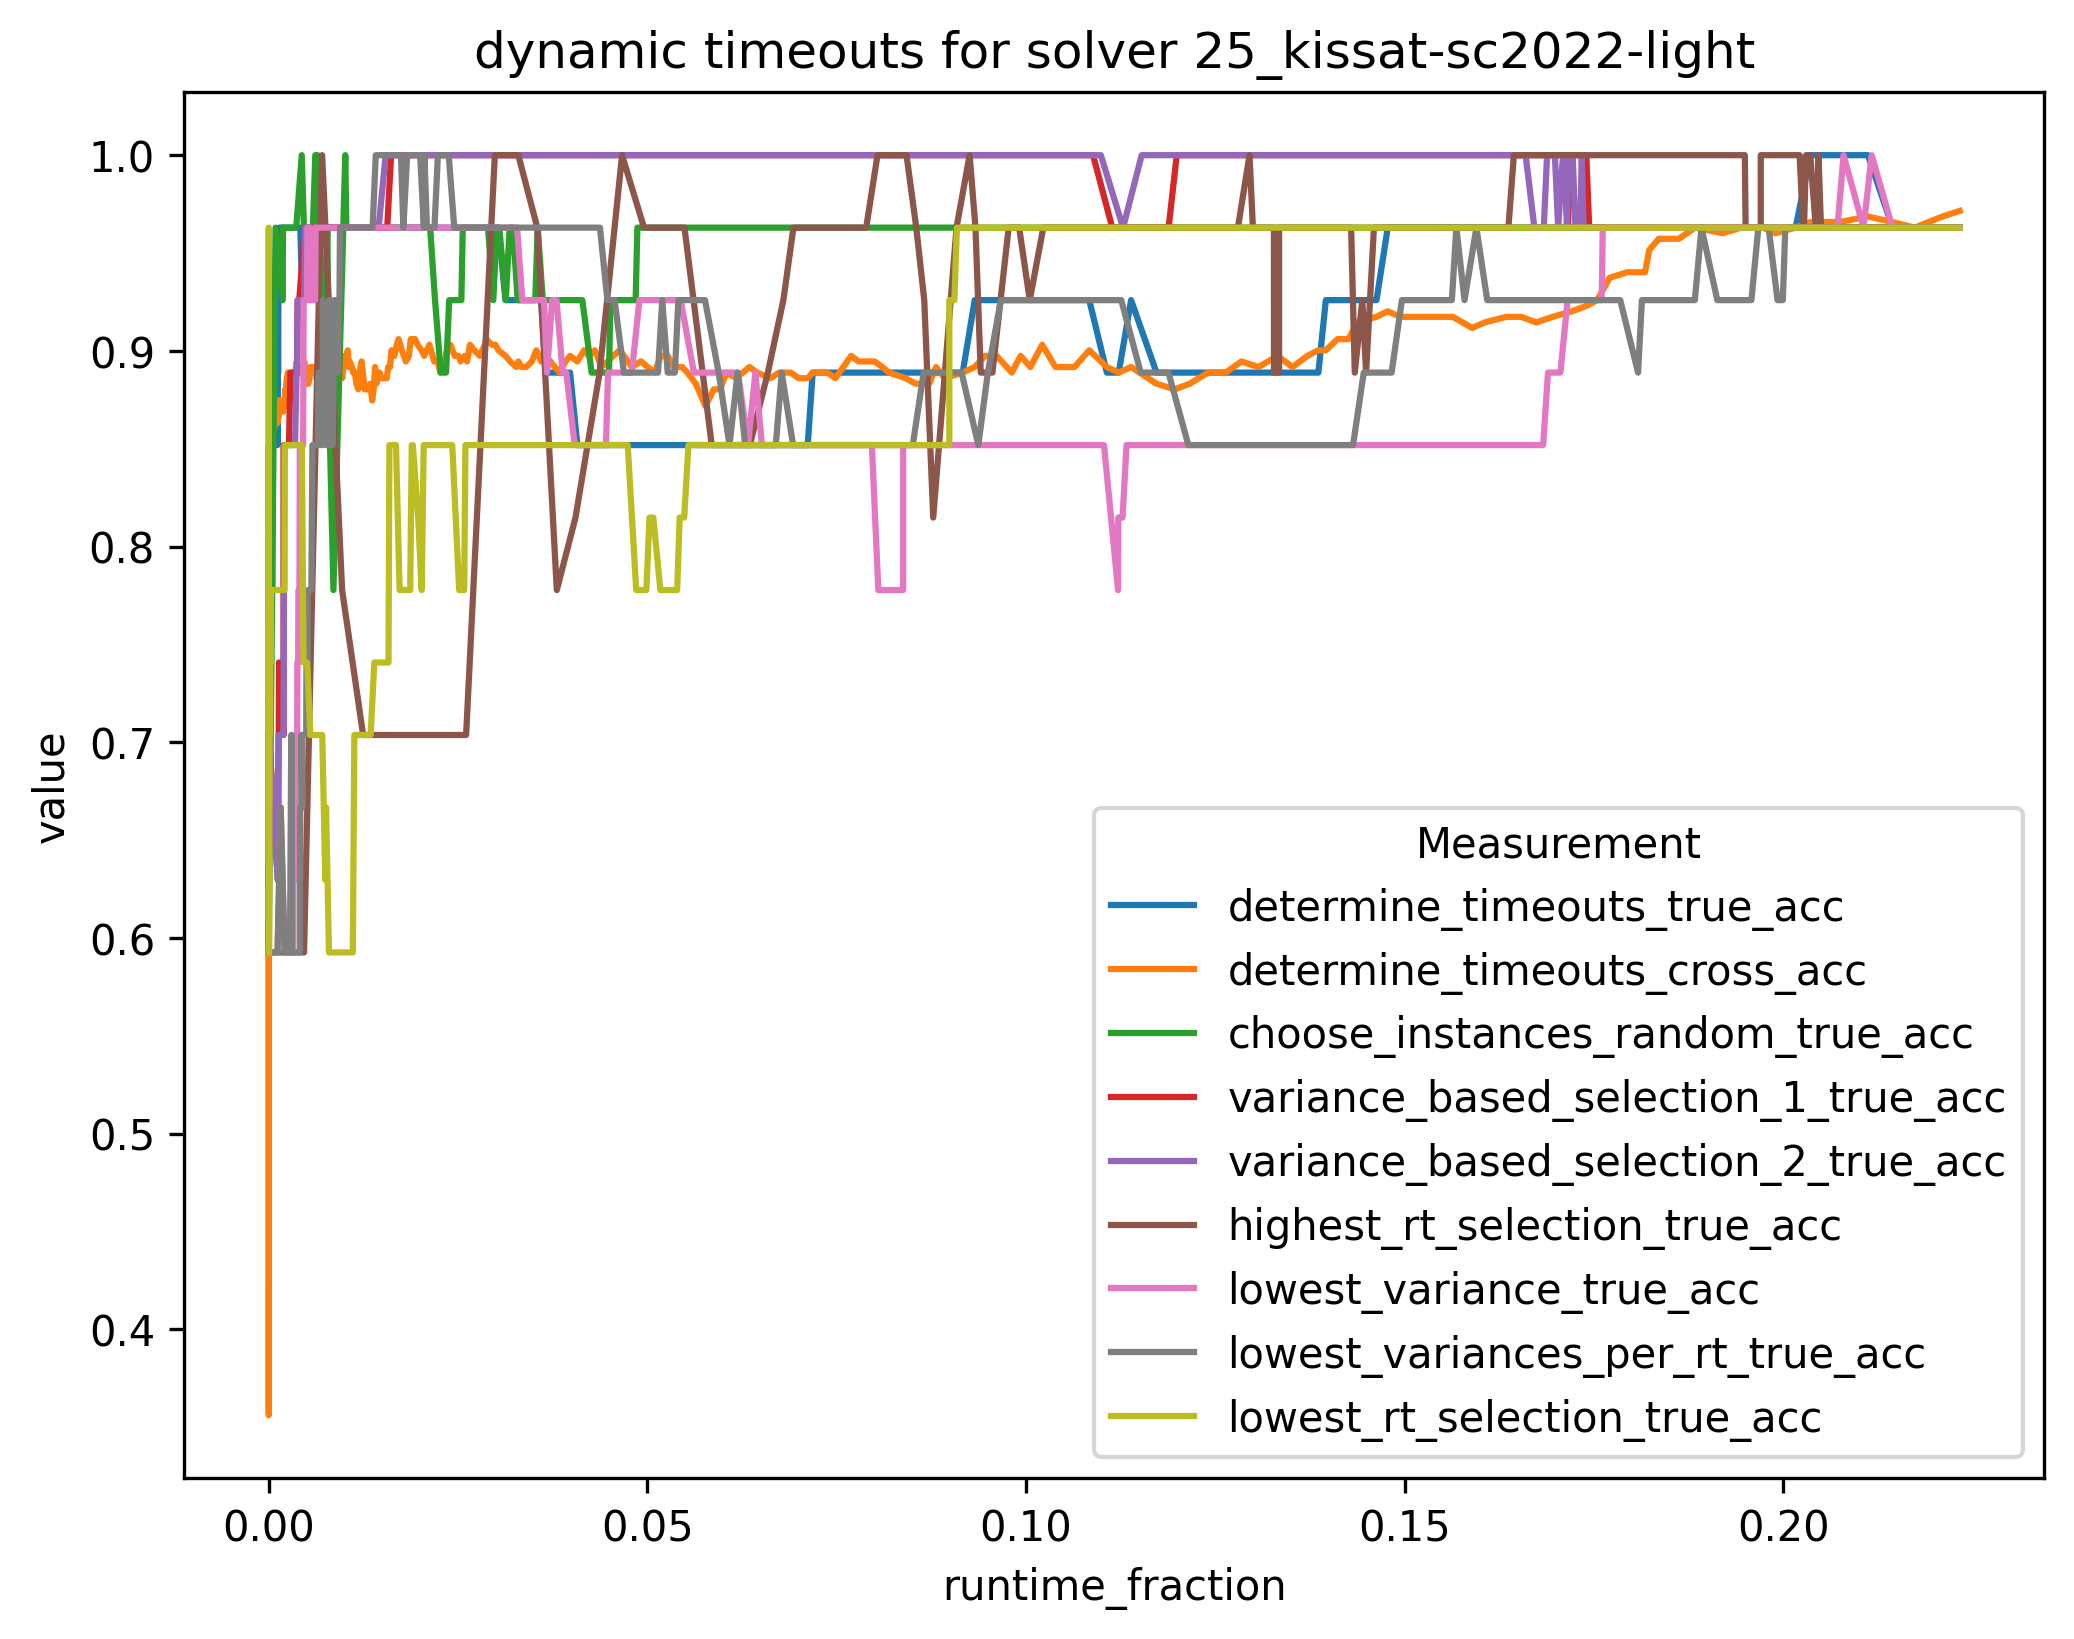 dynamic timeouts for solver 25_kissat-sc2022-light
1.0
0.9
0.8
0.7
0.6
0.5
0.4
value
0.00 0.05 0.10 0.15 0.20
runtime_fraction
Measurement
determine_timeouts_true_acc
determine_timeouts_cross_acc
choose_instances_random_true_acc
variance_based_selection_1_true_acc
variance_based_selection_2_true_acc
highest_rt_selection_true_acc
lowest_variance_true_acc
lowest_variances_per_rt_true_acc
lowest_rt_selection_true_acc